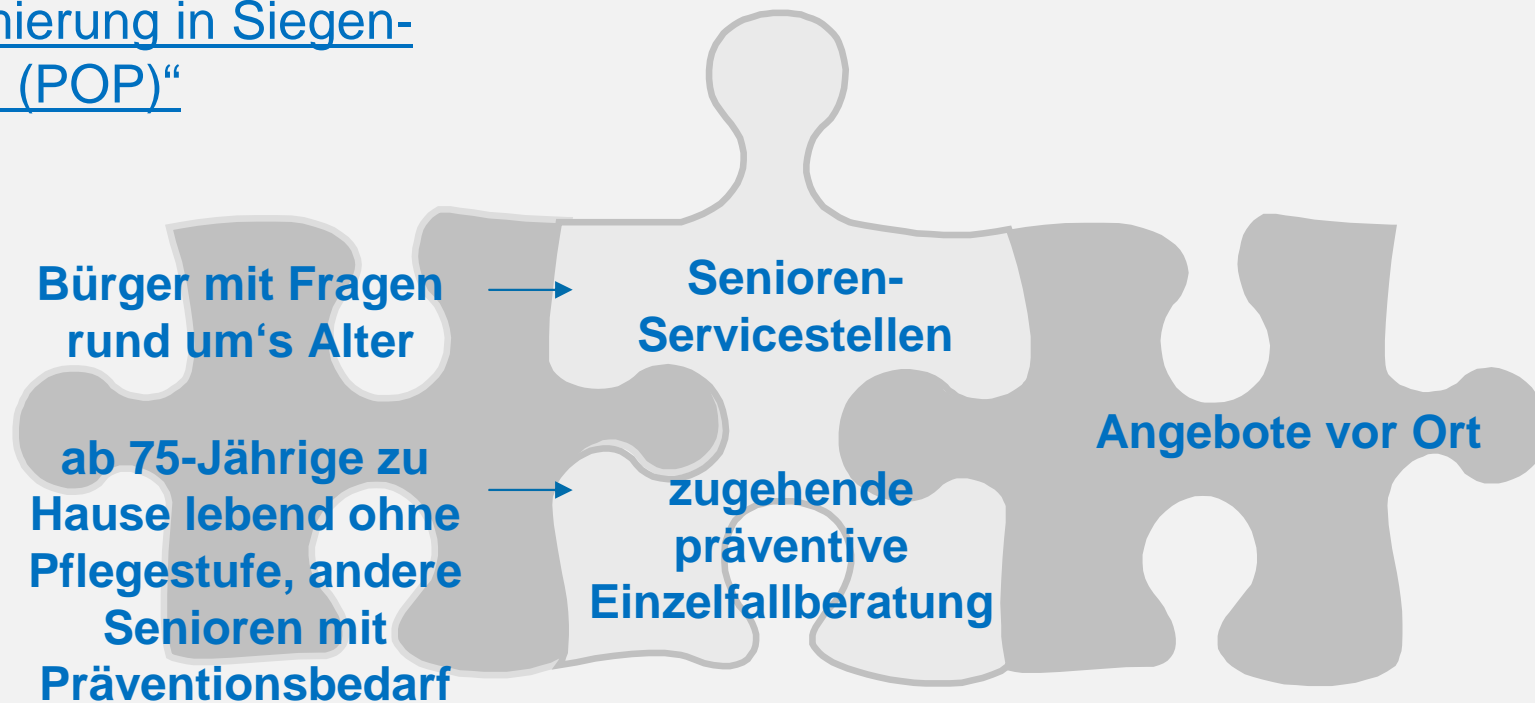 nierung in Siegen-
(POP)“
Bürger mit Fragen
rund um‘s Alter
ab 75-Jährige zu
Hause lebend ohne
Pflegestufe, andere
Senioren mit
Präventionsbedarf
Senioren-
Servicestellen
zugehende
präventive
Einzelfallberatung
Angebote vor Ort